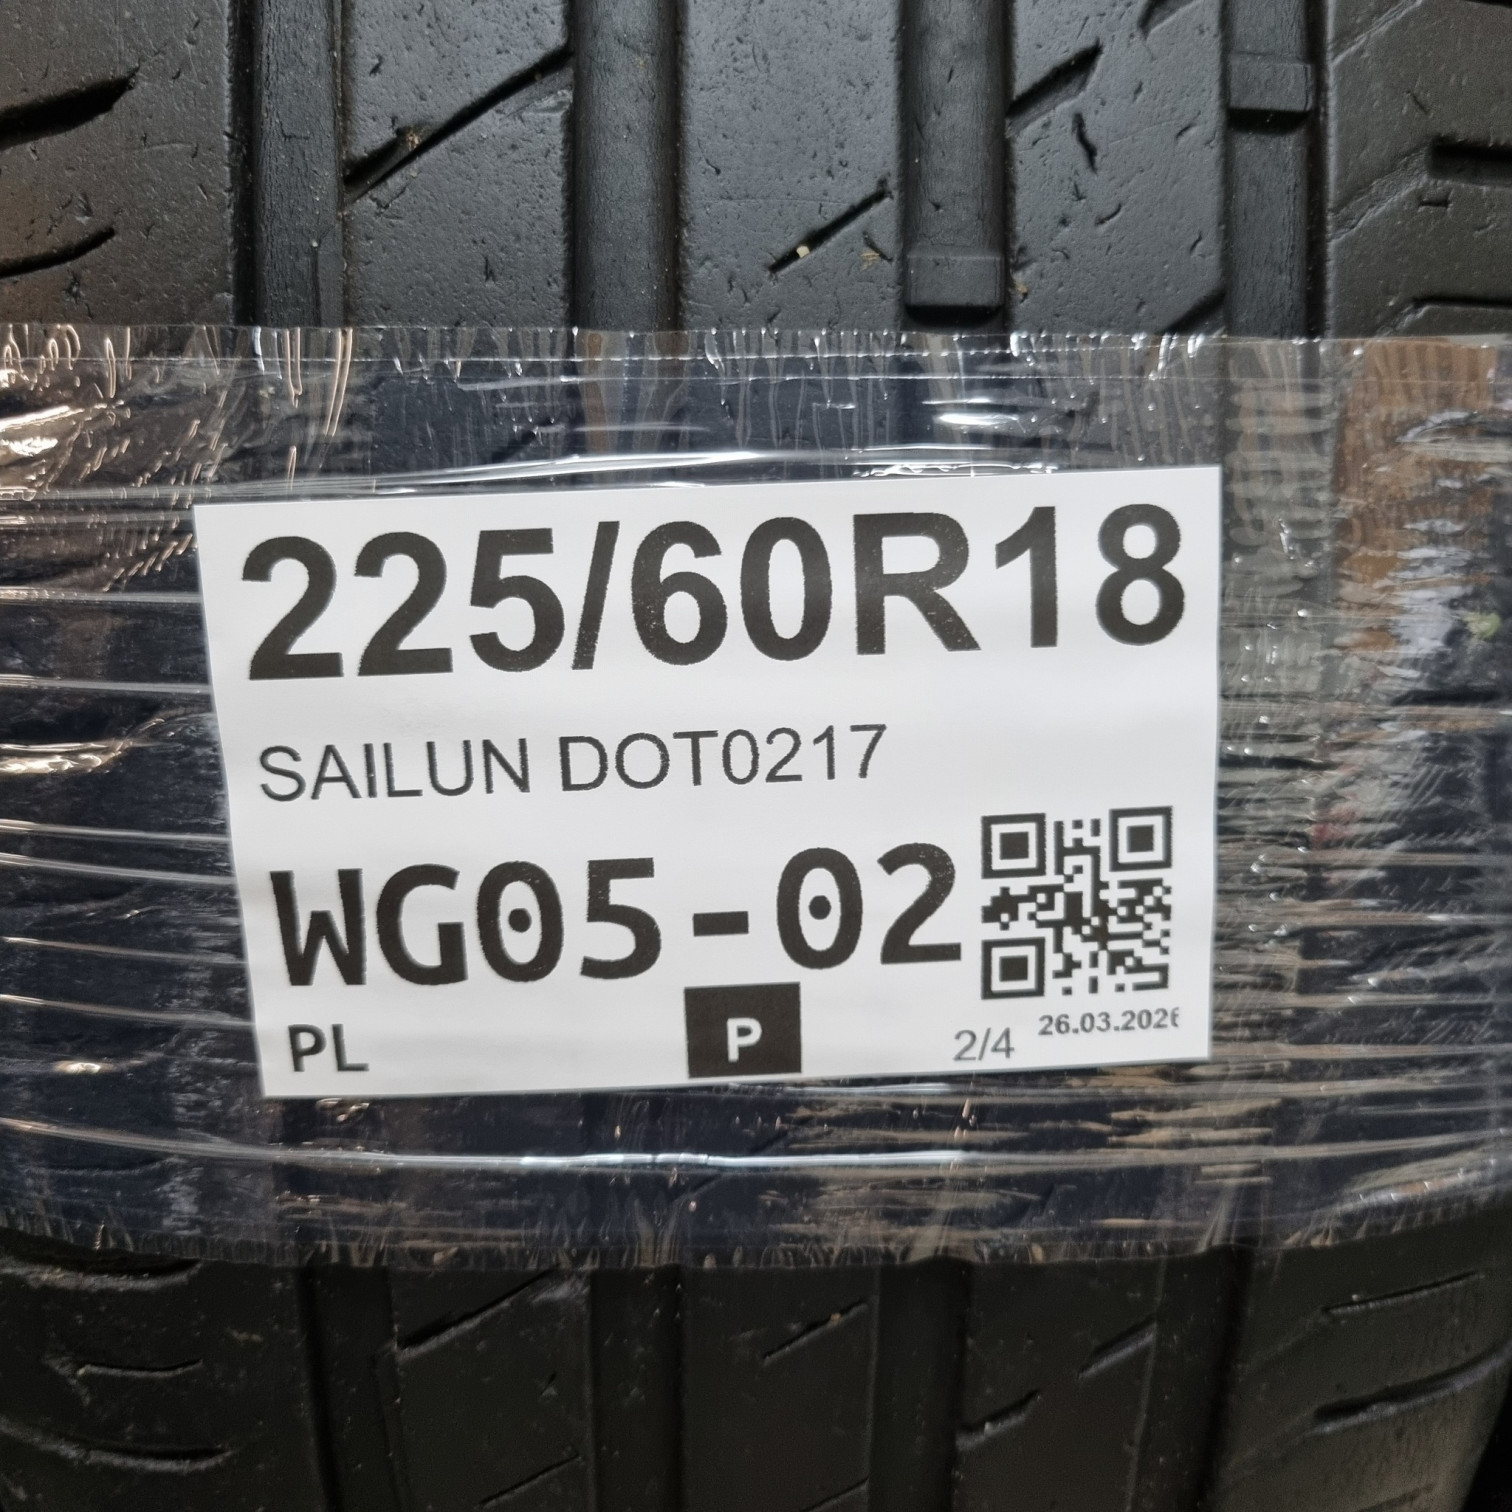 225/60R18
SAILUN DOT0217
WG05-02
PL P 2/4 26.03.2026